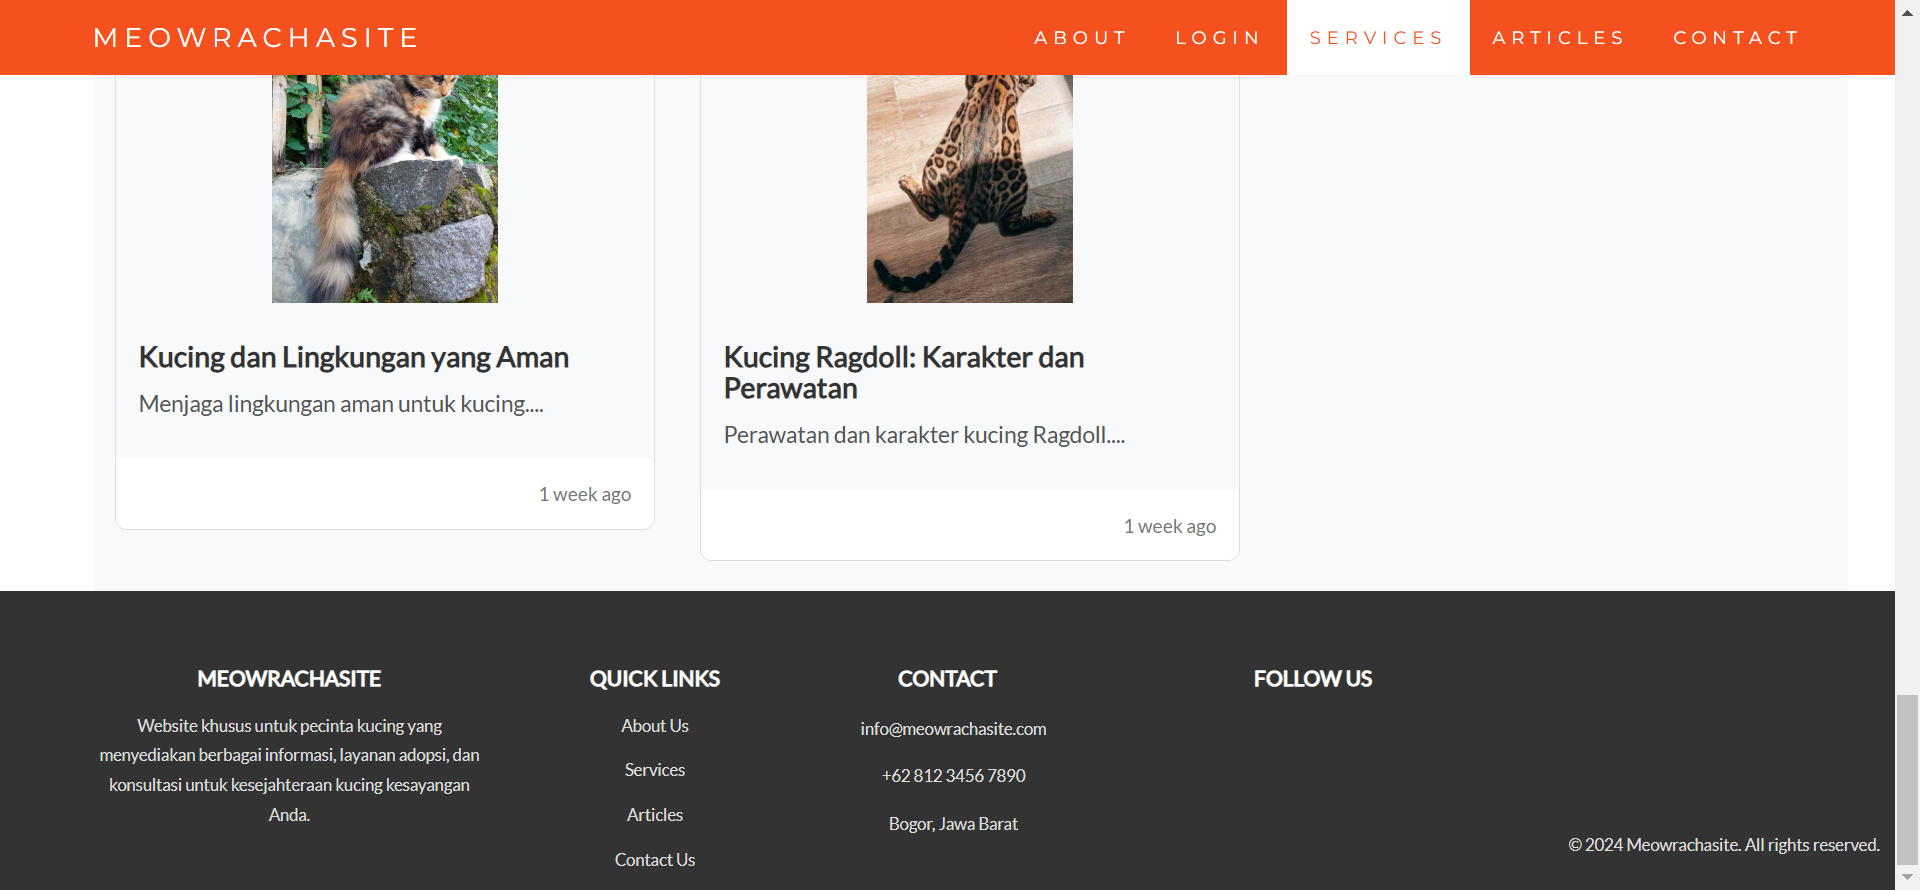 MEOWRACHASITE
ABOUT
LOGIN
SERVICES
ARTICLES
CONTACT
Kucing dan Lingkungan yang Aman
Menjaga lingkungan aman untuk kucing....
1 week ago
Kucing Ragdoll: Karakter dan
Perawatan
Perawatan dan karakter kucing Ragdoll....
1 week ago
MEOWRACHASITE
Website khusus untuk pecinta kucing yang
menyediakan berbagai informasi, layanan adopsi, dan
konsultasi untuk kesejahteraan kucing kesayangan
Anda.
QUICK LINKS
About Us
Services
Articles
Contact Us
CONTACT
info@meowrachasite.com
+62 812 3456 7890
Bogor, Jawa Barat
FOLLOW US
© 2024 Meowrachasite. All rights reserved.